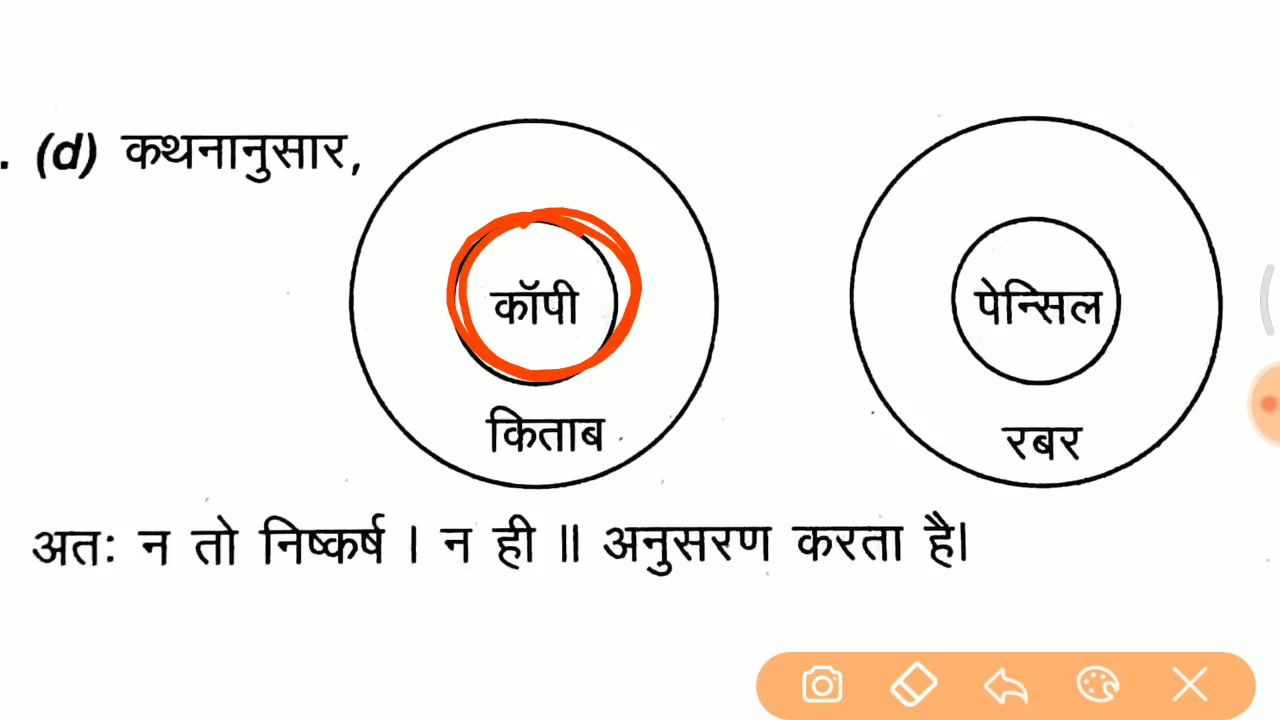 . (d) कथनानुसार,
कॉपी
किताब
पेन्सिल
रबर
अतः न तो निष्कर्ष I न ही II अनुसरण करता है।